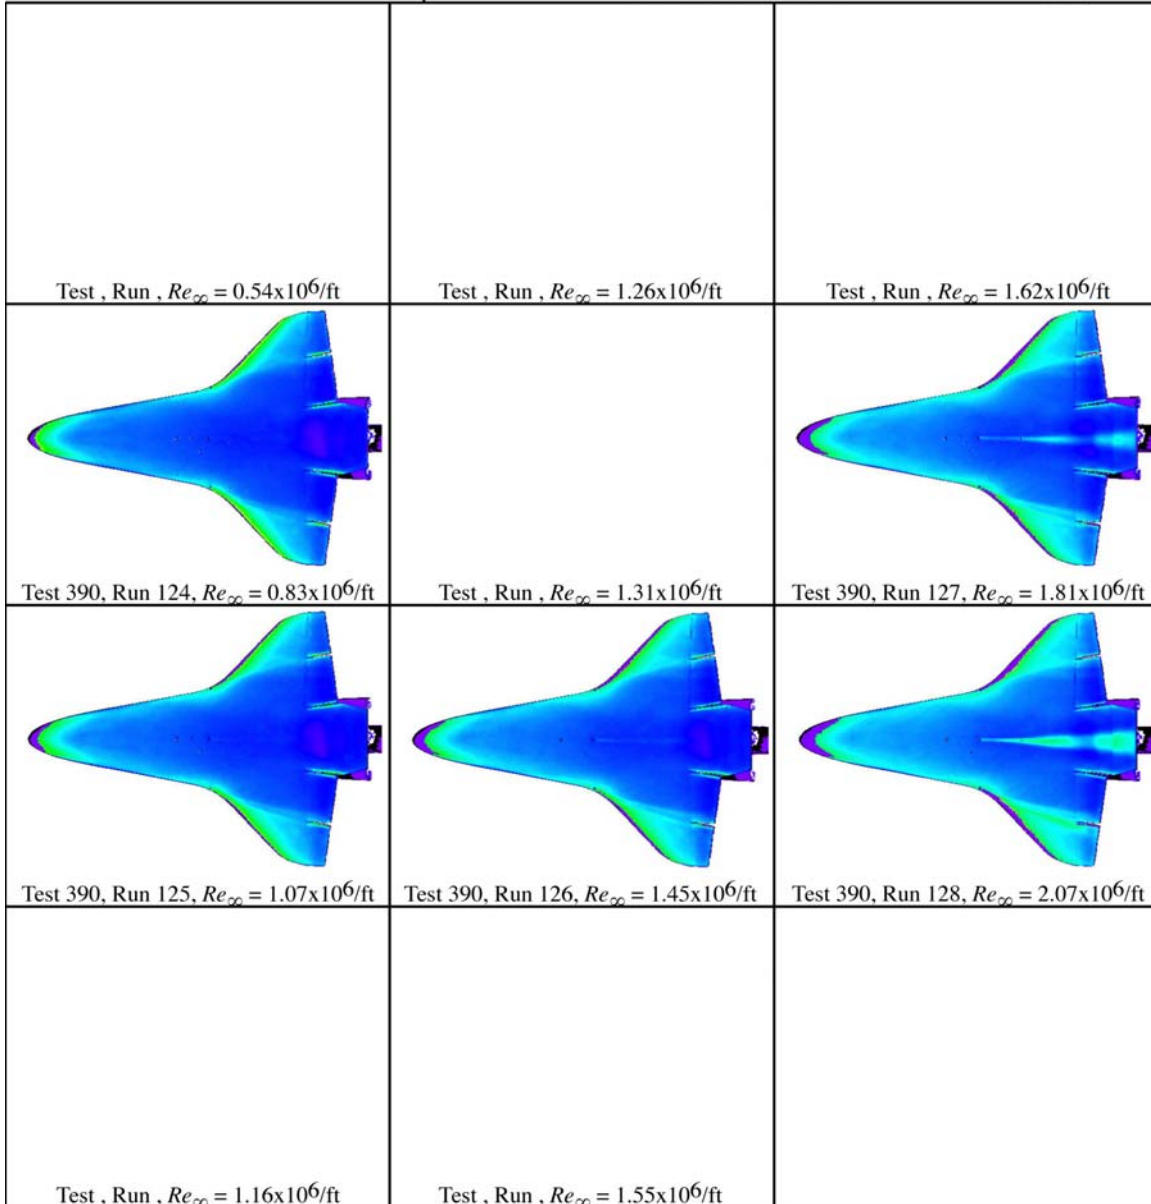 Test , Run , Re∞ = 0.54x10⁶/ft
Test , Run , Re∞ = 1.26x10⁶/ft
Test , Run , Re∞ = 1.62x10⁶/ft
Test 390, Run 124, Re∞ = 0.83x10⁶/ft
Test , Run , Re∞ = 1.31x10⁶/ft
Test 390, Run 127, Re∞ = 1.81x10⁶/ft
Test 390, Run 125, Re∞ = 1.07x10⁶/ft
Test 390, Run 126, Re∞ = 1.45x10⁶/ft
Test 390, Run 128, Re∞ = 2.07x10⁶/ft
Test , Run , Re∞ = 1.16x10⁶/ft
Test , Run , Re∞ = 1.55x10⁶/ft